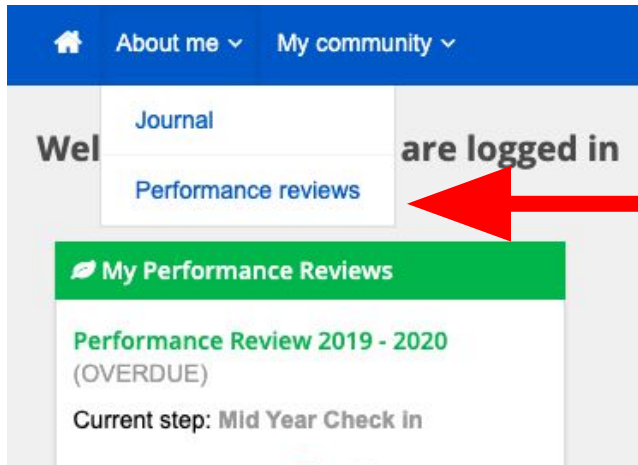 About me My community
Journal
Wel are logged in
Performance reviews
My Performance Reviews
Performance Review 2019 - 2020
(OVERDUE)
Current step: Mid Year Check in